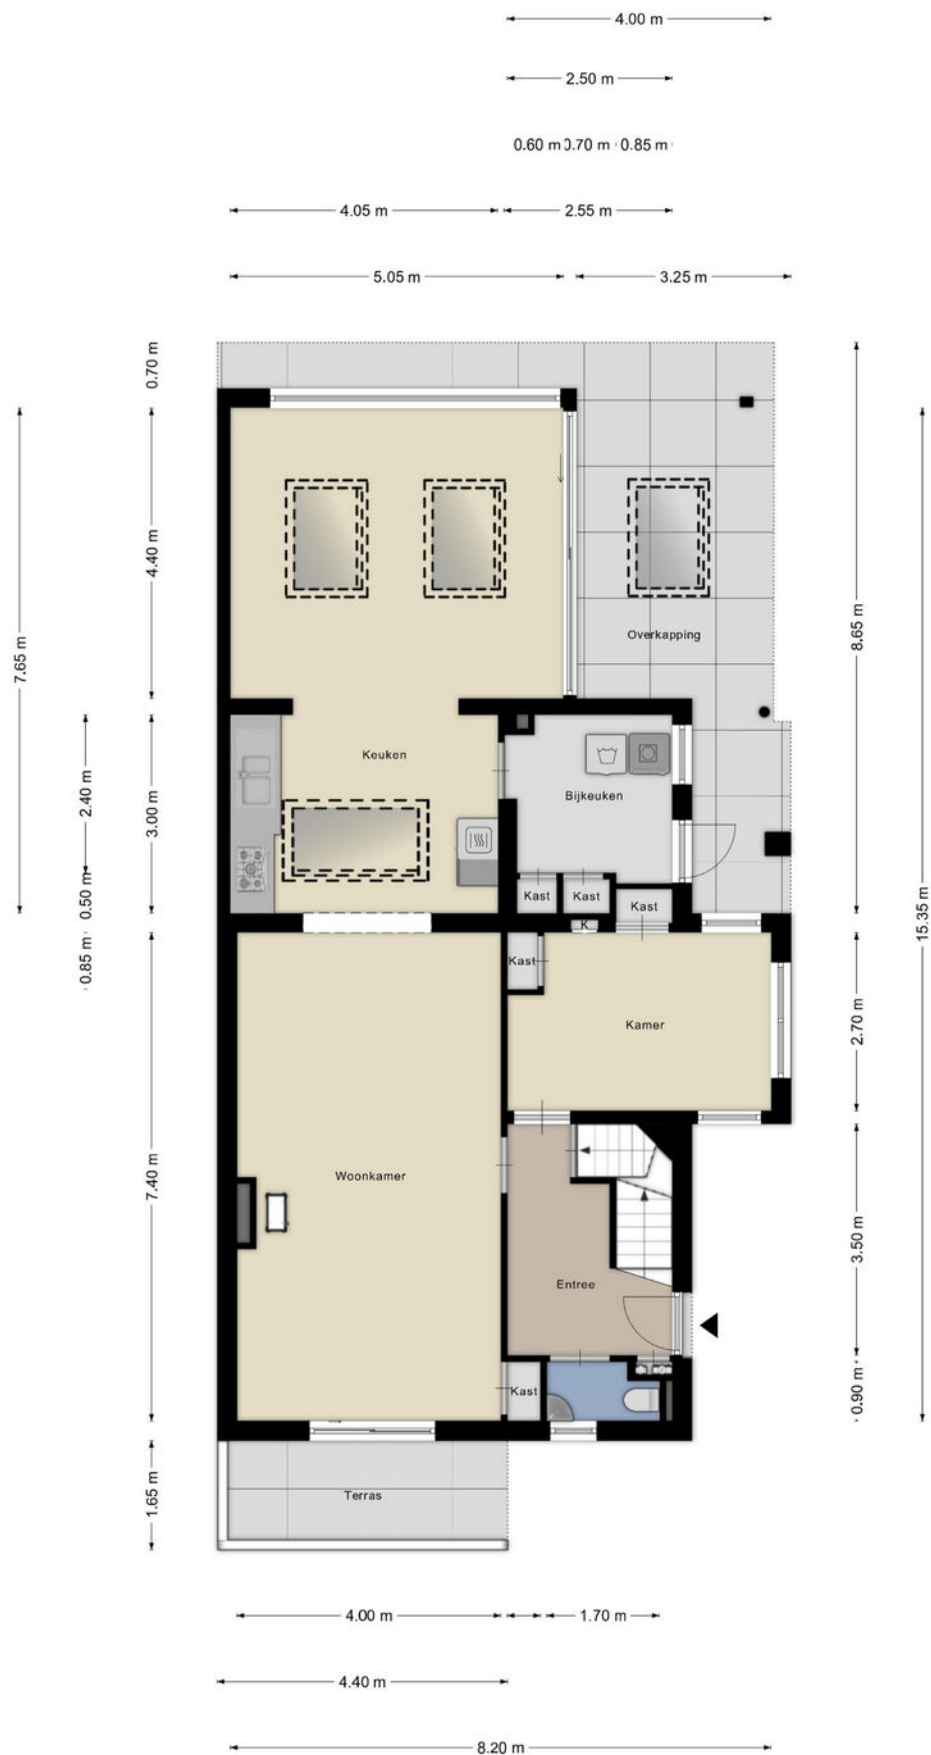 4.00 m
2.50 m
0.60 m 0.70 m 0.85 m
4.05 m 2.55 m
5.05 m 3.25 m
0.70 m
7.65 m
4.40 m
8.65 m
15.35 m
Overkapping
Keuken
2.40 m
3.00 m
Bijkeuken
0.50 m
Kast Kast Kast
K
0.85 m
Kast
Kamer
2.70 m
7.40 m
Woonkamer
3.50 m
Entree
0.90 m
Kast
1.65 m
Terras
4.00 m 1.70 m
4.40 m
8.20 m